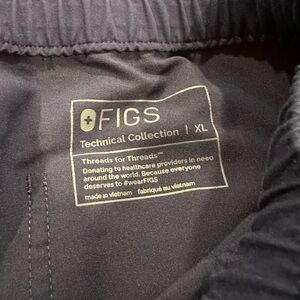 FIGS
Technical Collection | XL
Threads for Threads™
Donating to healthcare providers in need
around the world. Because everyone
deserves to #wearFIGS
made in vietnam fabriqué au vietnam